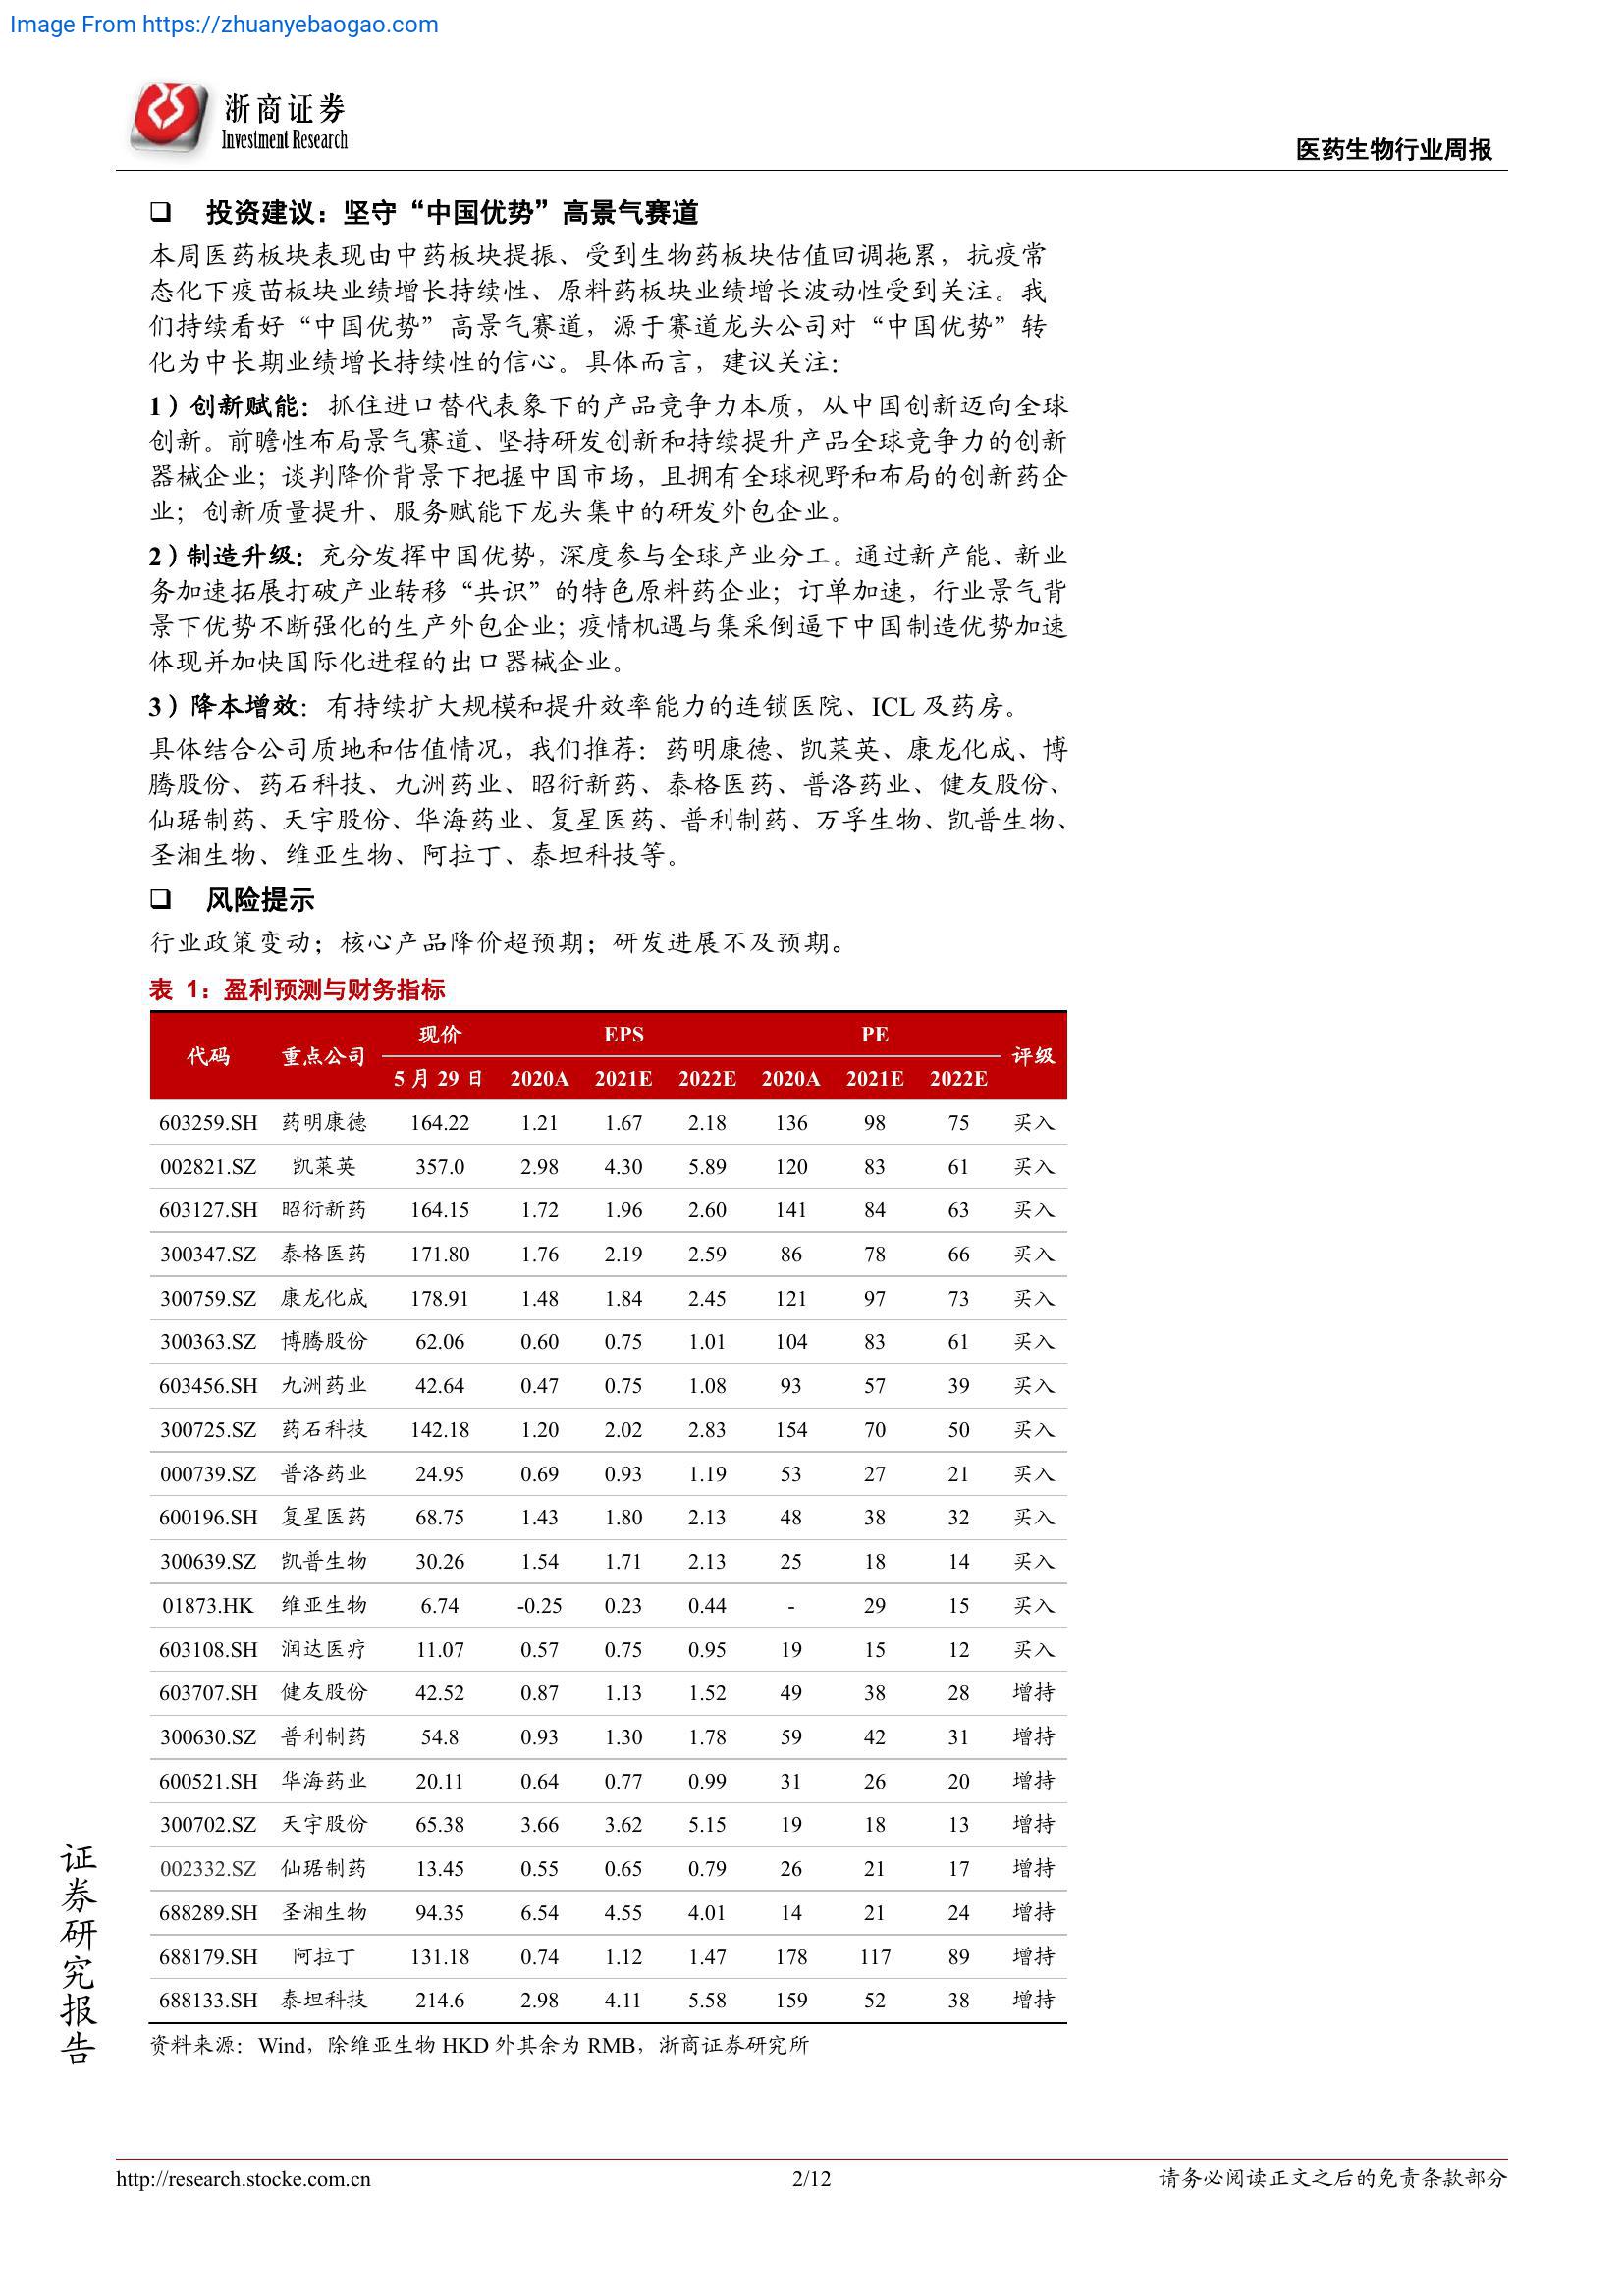 Image From https://zhuanyebaogao.com
浙商证券
Investment Research
医药生物行业周报
❑ 投资建议：坚守“中国优势”高景气赛道
本周医药板块表现由中药板块提振、受到生物药板块估值回调拖累，抗疫常
态化下疫苗板块业绩增长持续性、原料药板块业绩增长波动性受到关注。我
们持续看好“中国优势”高景气赛道，源于赛道龙头公司对“中国优势”转
化为中长期业绩增长持续性的信心。具体而言，建议关注：
1）创新赋能：抓住进口替代表象下的产品竞争力本质，从中国创新迈向全球
创新。前瞻性布局景气赛道、坚持研发创新和持续提升产品全球竞争力的创新
器械企业；谈判降价背景下把握中国市场，且拥有全球视野和布局的创新药企
业；创新质量提升、服务赋能下龙头集中的研发外包企业。
2）制造升级：充分发挥中国优势，深度参与全球产业分工。通过新产能、新业
务加速拓展打破产业转移“共识”的特色原料药企业；订单加速，行业景气背
景下优势不断强化的生产外包企业；疫情机遇与集采倒逼下中国制造优势加速
体现并加快国际化进程的出口器械企业。
3）降本增效：有持续扩大规模和提升效率能力的连锁医院、ICL 及药房。
具体结合公司质地和估值情况，我们推荐：药明康德、凯莱英、康龙化成、博
腾股份、药石科技、九洲药业、昭衍新药、泰格医药、普洛药业、健友股份、
仙琚制药、天宇股份、华海药业、复星医药、普利制药、万孚生物、凯普生物、
圣湘生物、维亚生物、阿拉丁、泰坦科技等。
❑ 风险提示
行业政策变动；核心产品降价超预期；研发进展不及预期。
表 1：盈利预测与财务指标
代码 重点公司 现价 EPS PE 评级
5 月 29 日 2020A 2021E 2022E 2020A 2021E 2022E
603259.SH 药明康德 164.22 1.21 1.67 2.18 136 98 75 买入
002821.SZ 凯莱英 357.0 2.98 4.30 5.89 120 83 61 买入
603127.SH 昭衍新药 164.15 1.72 1.96 2.60 141 84 63 买入
300347.SZ 泰格医药 171.80 1.76 2.19 2.59 86 78 66 买入
300759.SZ 康龙化成 178.91 1.48 1.84 2.45 121 97 73 买入
300363.SZ 博腾股份 62.06 0.60 0.75 1.01 104 83 61 买入
603456.SH 九洲药业 42.64 0.47 0.75 1.08 93 57 39 买入
300725.SZ 药石科技 142.18 1.20 2.02 2.83 154 70 50 买入
000739.SZ 普洛药业 24.95 0.69 0.93 1.19 53 27 21 买入
600196.SH 复星医药 68.75 1.43 1.80 2.13 48 38 32 买入
300639.SZ 凯普生物 30.26 1.54 1.71 2.13 25 18 14 买入
01873.HK 维亚生物 6.74 -0.25 0.23 0.44 - 29 15 买入
603108.SH 润达医疗 11.07 0.57 0.75 0.95 19 15 12 买入
603707.SH 健友股份 42.52 0.87 1.13 1.52 49 38 28 增持
300630.SZ 普利制药 54.8 0.93 1.30 1.78 59 42 31 增持
600521.SH 华海药业 20.11 0.64 0.77 0.99 31 26 20 增持
300702.SZ 天宇股份 65.38 3.66 3.62 5.15 19 18 13 增持
002332.SZ 仙琚制药 13.45 0.55 0.65 0.79 26 21 17 增持
688289.SH 圣湘生物 94.35 6.54 4.55 4.01 14 21 24 增持
688179.SH 阿拉丁 131.18 0.74 1.12 1.47 178 117 89 增持
688133.SH 泰坦科技 214.6 2.98 4.11 5.58 159 52 38 增持
资料来源：Wind，除维亚生物 HKD 外其余为 RMB，浙商证券研究所
证券研究报告
http://research.stocke.com.cn 2/12 请务必阅读正文之后的免责条款部分